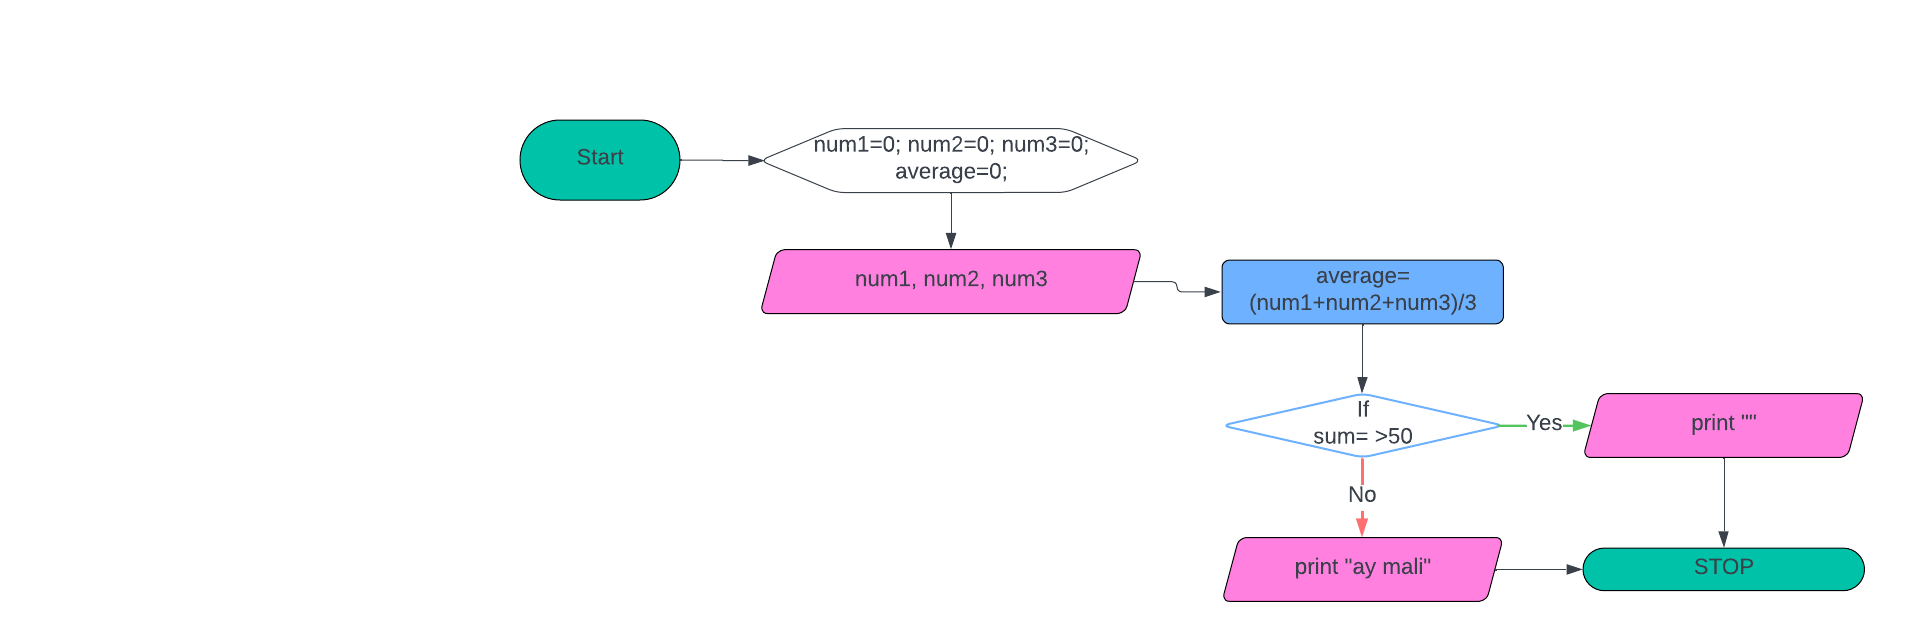 Start
num1=0; num2=0; num3=0;
average=0;
num1, num2, num3
average=
(num1+num2+num3)/3
If
sum= >50
Yes
print ""
No
print "ay mali"
STOP